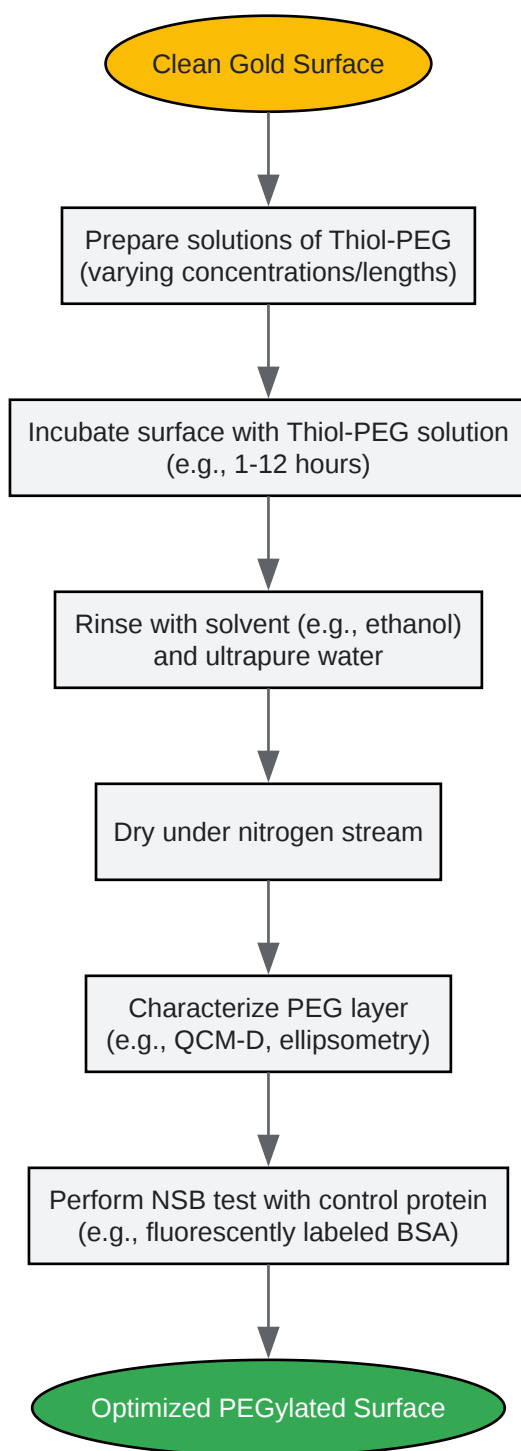 Clean Gold Surface
Prepare solutions of Thiol-PEG
(varying concentrations/lengths)
Incubate surface with Thiol-PEG solution
(e.g., 1-12 hours)
Rinse with solvent (e.g., ethanol)
and ultrapure water
Dry under nitrogen stream
Characterize PEG layer
(e.g., QCM-D, ellipsometry)
Perform NSB test with control protein
(e.g., fluorescently labeled BSA)
Optimized PEGylated Surface